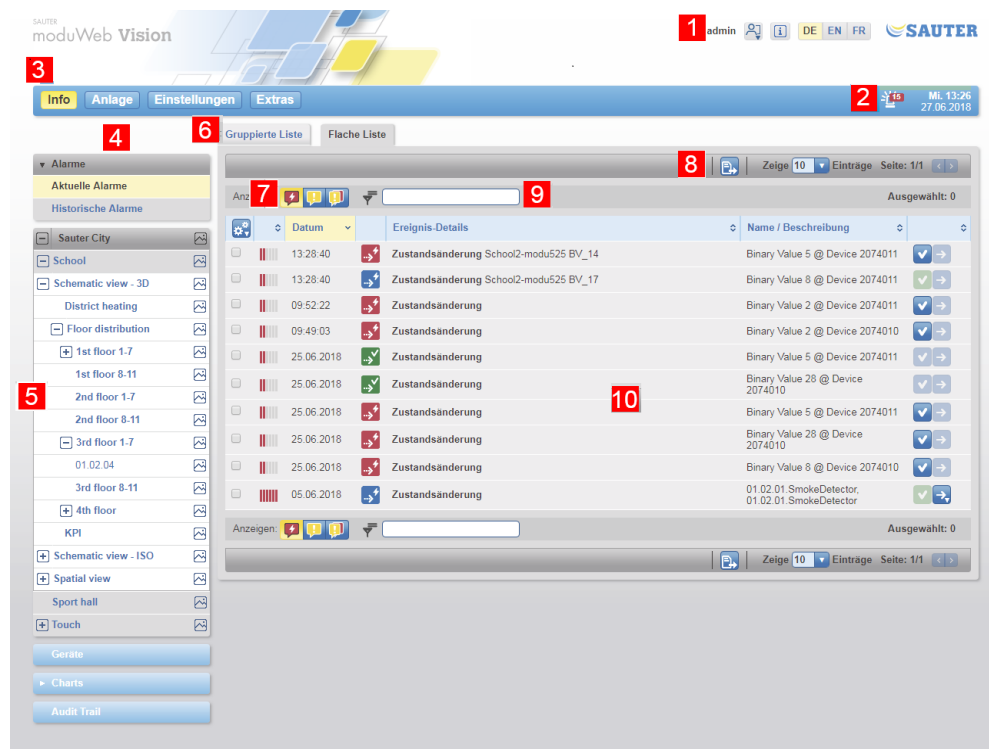 SAUTER
moduWeb Vision
1 admin DE EN FR SAUTER
3
Info Anlage Einstellungen Extras 2 15 Mi. 13:26
27.06.2018
4
6 Gruppierte Liste Flache Liste
Alarme
Aktuelle Alarme
Historische Alarme
Sauter City
School
Schematic view - 3D
District heating
Floor distribution
1st floor 1-7
1st floor 8-11
5
2nd floor 1-7
2nd floor 8-11
3rd floor 1-7
01.02.04
3rd floor 8-11
4th floor
KPI
Schematic view - ISO
Spatial view
Sport hall
Touch
Geräte
Charts
Audit Trail
8 Zeige 10 Einträge Seite: 1/1
Anz 7 9 Ausgewählt: 0
Datum Ereignis-Details Name / Beschreibung
13:28:40 Zustandsänderung School2-modu525 BV_14 Binary Value 5 @ Device 2074011
13:28:40 Zustandsänderung School2-modu525 BV_17 Binary Value 8 @ Device 2074011
09:52:22 Zustandsänderung Binary Value 2 @ Device 2074011
09:49:03 Zustandsänderung Binary Value 2 @ Device 2074010
25.06.2018 Zustandsänderung Binary Value 5 @ Device 2074011
25.06.2018 Zustandsänderung Binary Value 28 @ Device
2074010
10
25.06.2018 Zustandsänderung Binary Value 5 @ Device 2074011
25.06.2018 Zustandsänderung Binary Value 28 @ Device
2074010
25.06.2018 Zustandsänderung Binary Value 8 @ Device 2074010
05.06.2018 Zustandsänderung 01.02.01.SmokeDetector,
01.02.01.SmokeDetector
Anzeigen: Ausgewählt: 0
Zeige 10 Einträge Seite: 1/1